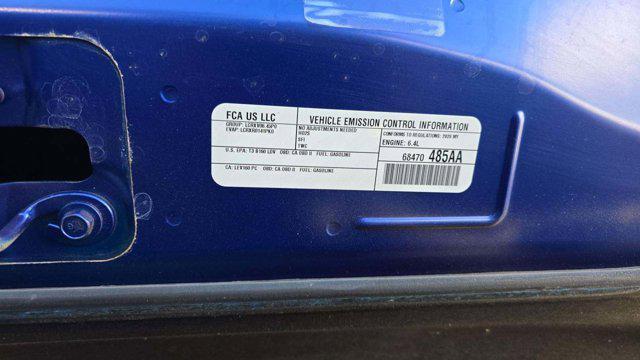 FCA US LLC
VEHICLE EMISSION CONTROL INFORMATION
NO ADJUSTMENTS NEEDED
HO2S
SFI
TWC
CONFORMS TO REGULATIONS: 2020 MY
ENGINE: 6.4L
68470 485AA
U.S. EPA: T3 B160 LDV OBD: CA OBD II FUEL: GASOLINE
CA: LEV160 PC OBD: CA OBD II FUEL: GASOLINE